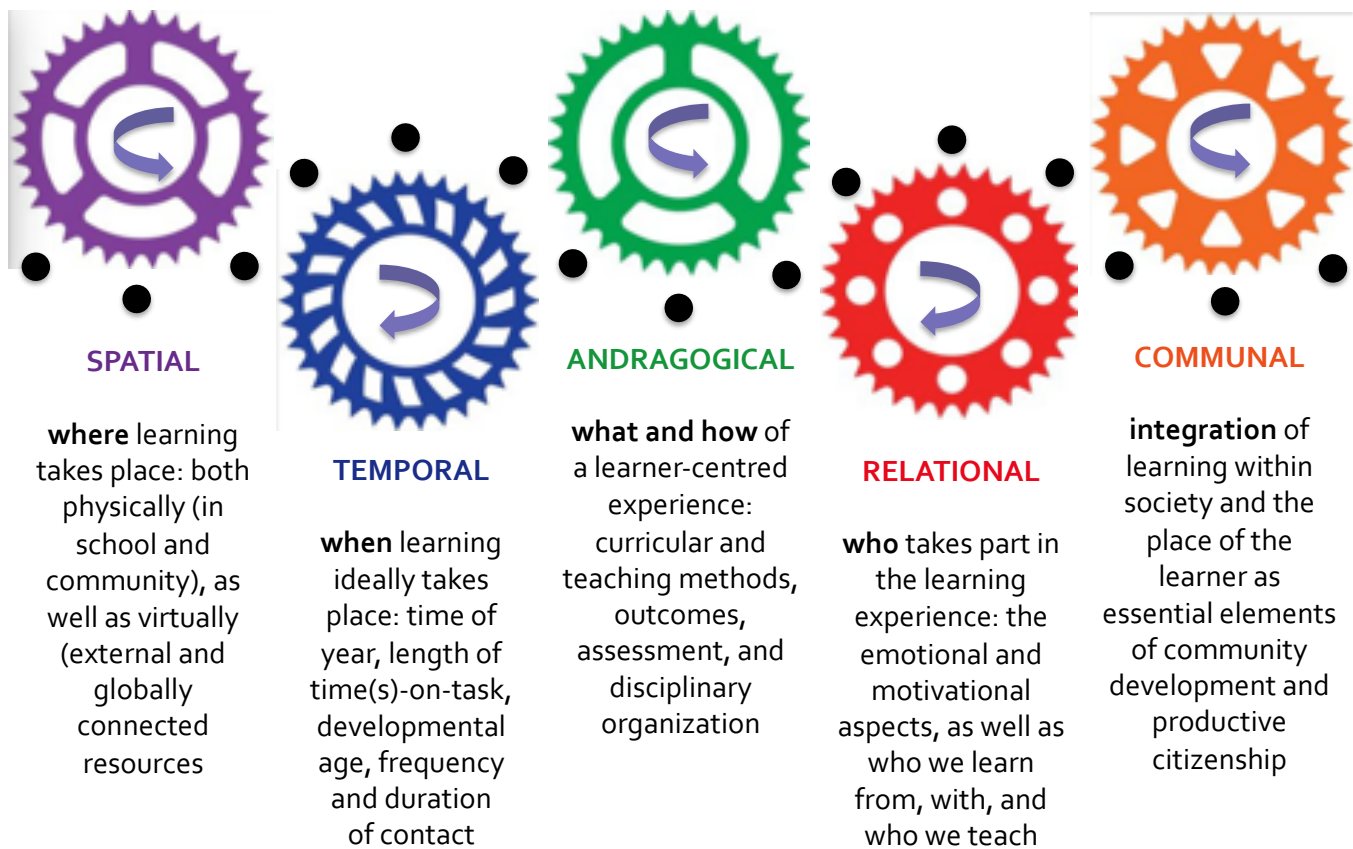 SPATIAL
where learning
takes place: both
physically (in
school and
community), as
well as virtually
(external and
globally
connected
resources
TEMPORAL
when learning
ideally takes
place: time of
year, length of
time(s)-on-task,
developmental
age, frequency
and duration
of contact
ANDRAGOGICAL
what and how of
a learner-centred
experience:
curricular and
teaching methods,
outcomes,
assessment, and
disciplinary
organization
RELATIONAL
who takes part in
the learning
experience: the
emotional and
motivational
aspects, as well as
who we learn
from, with, and
who we teach
COMMUNAL
integration of
learning within
society and the
place of the
learner as
essential elements
of community
development and
productive
citizenship